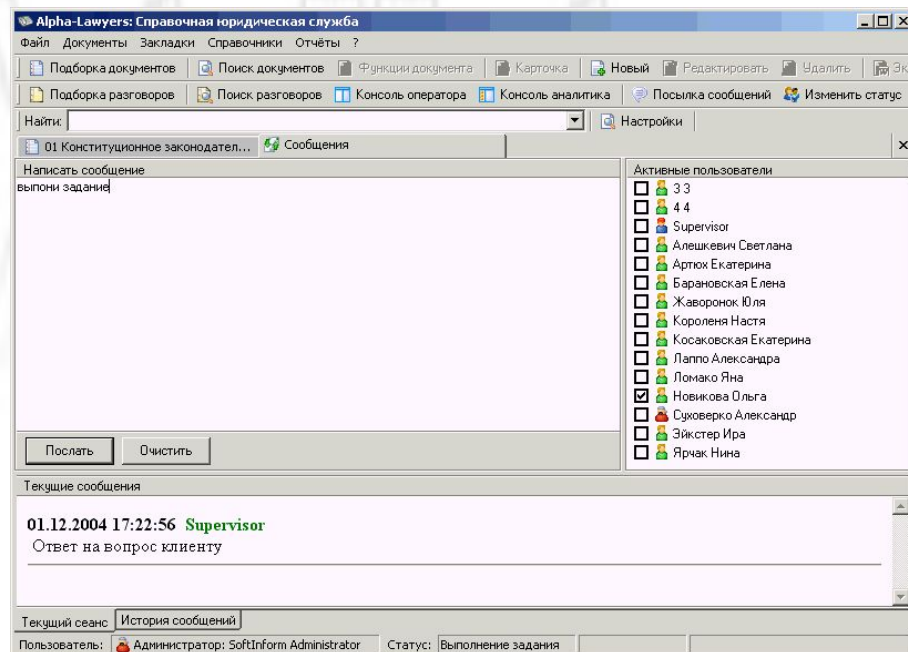 Alpha-Lawyers: Справочная юридическая служба
Файл Документы Закладки Справочники Отчёты ?
Подборка документов Поиск документов Функции документа Карточка Новый Редактировать Удалить Эк
Подборка разговоров Поиск разговоров Консоль оператора Консоль аналитика Посылка сообщений Изменить статус
Найти: Настройки
01 Конституционное законодател... Сообщения
Написать сообщение
выпони задание
Послать Очистить
Активные пользователи
3 3
4 4
Supervisor
Алешкевич Светлана
Артюх Екатерина
Барановская Елена
Жаворонок Юля
Короленя Настя
Косаковская Екатерина
Лаппо Александра
Ломако Яна
Новикова Ольга
Суховерко Александр
Эйкстер Ира
Ярчак Нина
Текущие сообщения
01.12.2004 17:22:56 Supervisor
Ответ на вопрос клиенту
Текущий сеанс История сообщений
Пользователь: Администратор: SoftInform Administrator Статус: Выполнение задания